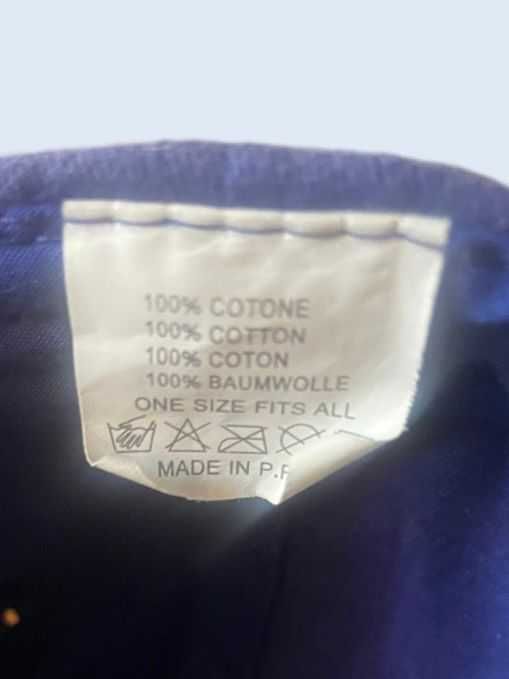 100% COTONE
100% COTTON
100% COTON
100% BAUMWOLLE
ONE SIZE FITS ALL
MADE IN